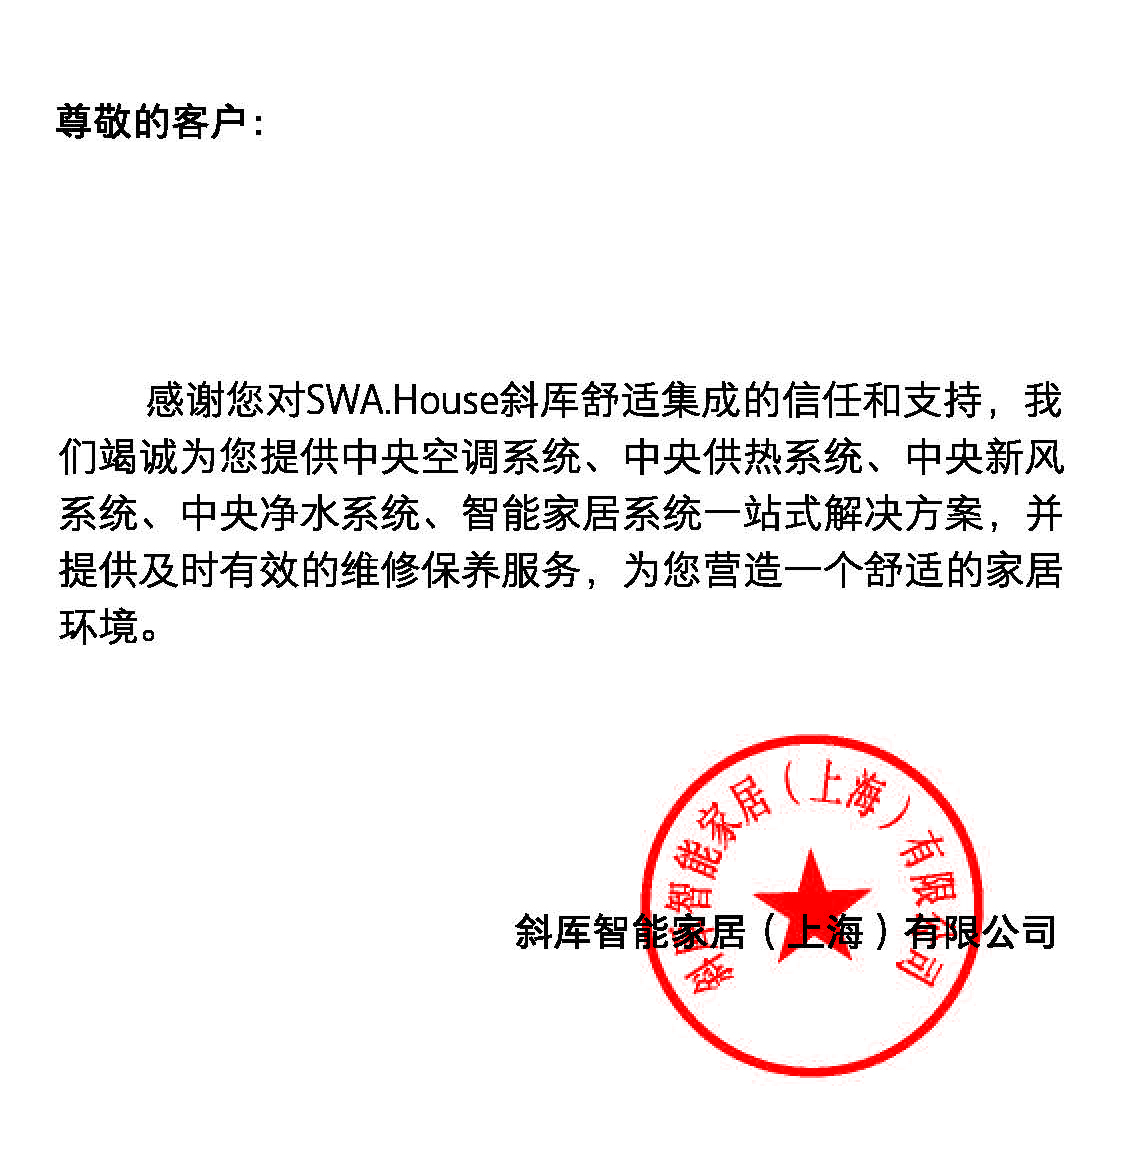 尊敬的客户：
感谢您对SWA.House斜厍舒适集成的信任和支持，我
们竭诚为您提供中央空调系统、中央供热系统、中央新风
系统、中央净水系统、智能家居系统一站式解决方案，并
提供及时有效的维修保养服务，为您营造一个舒适的家居
环境。
斜厍智能家居（上海）有限公司
斜厍智能家居（上海）有限公司